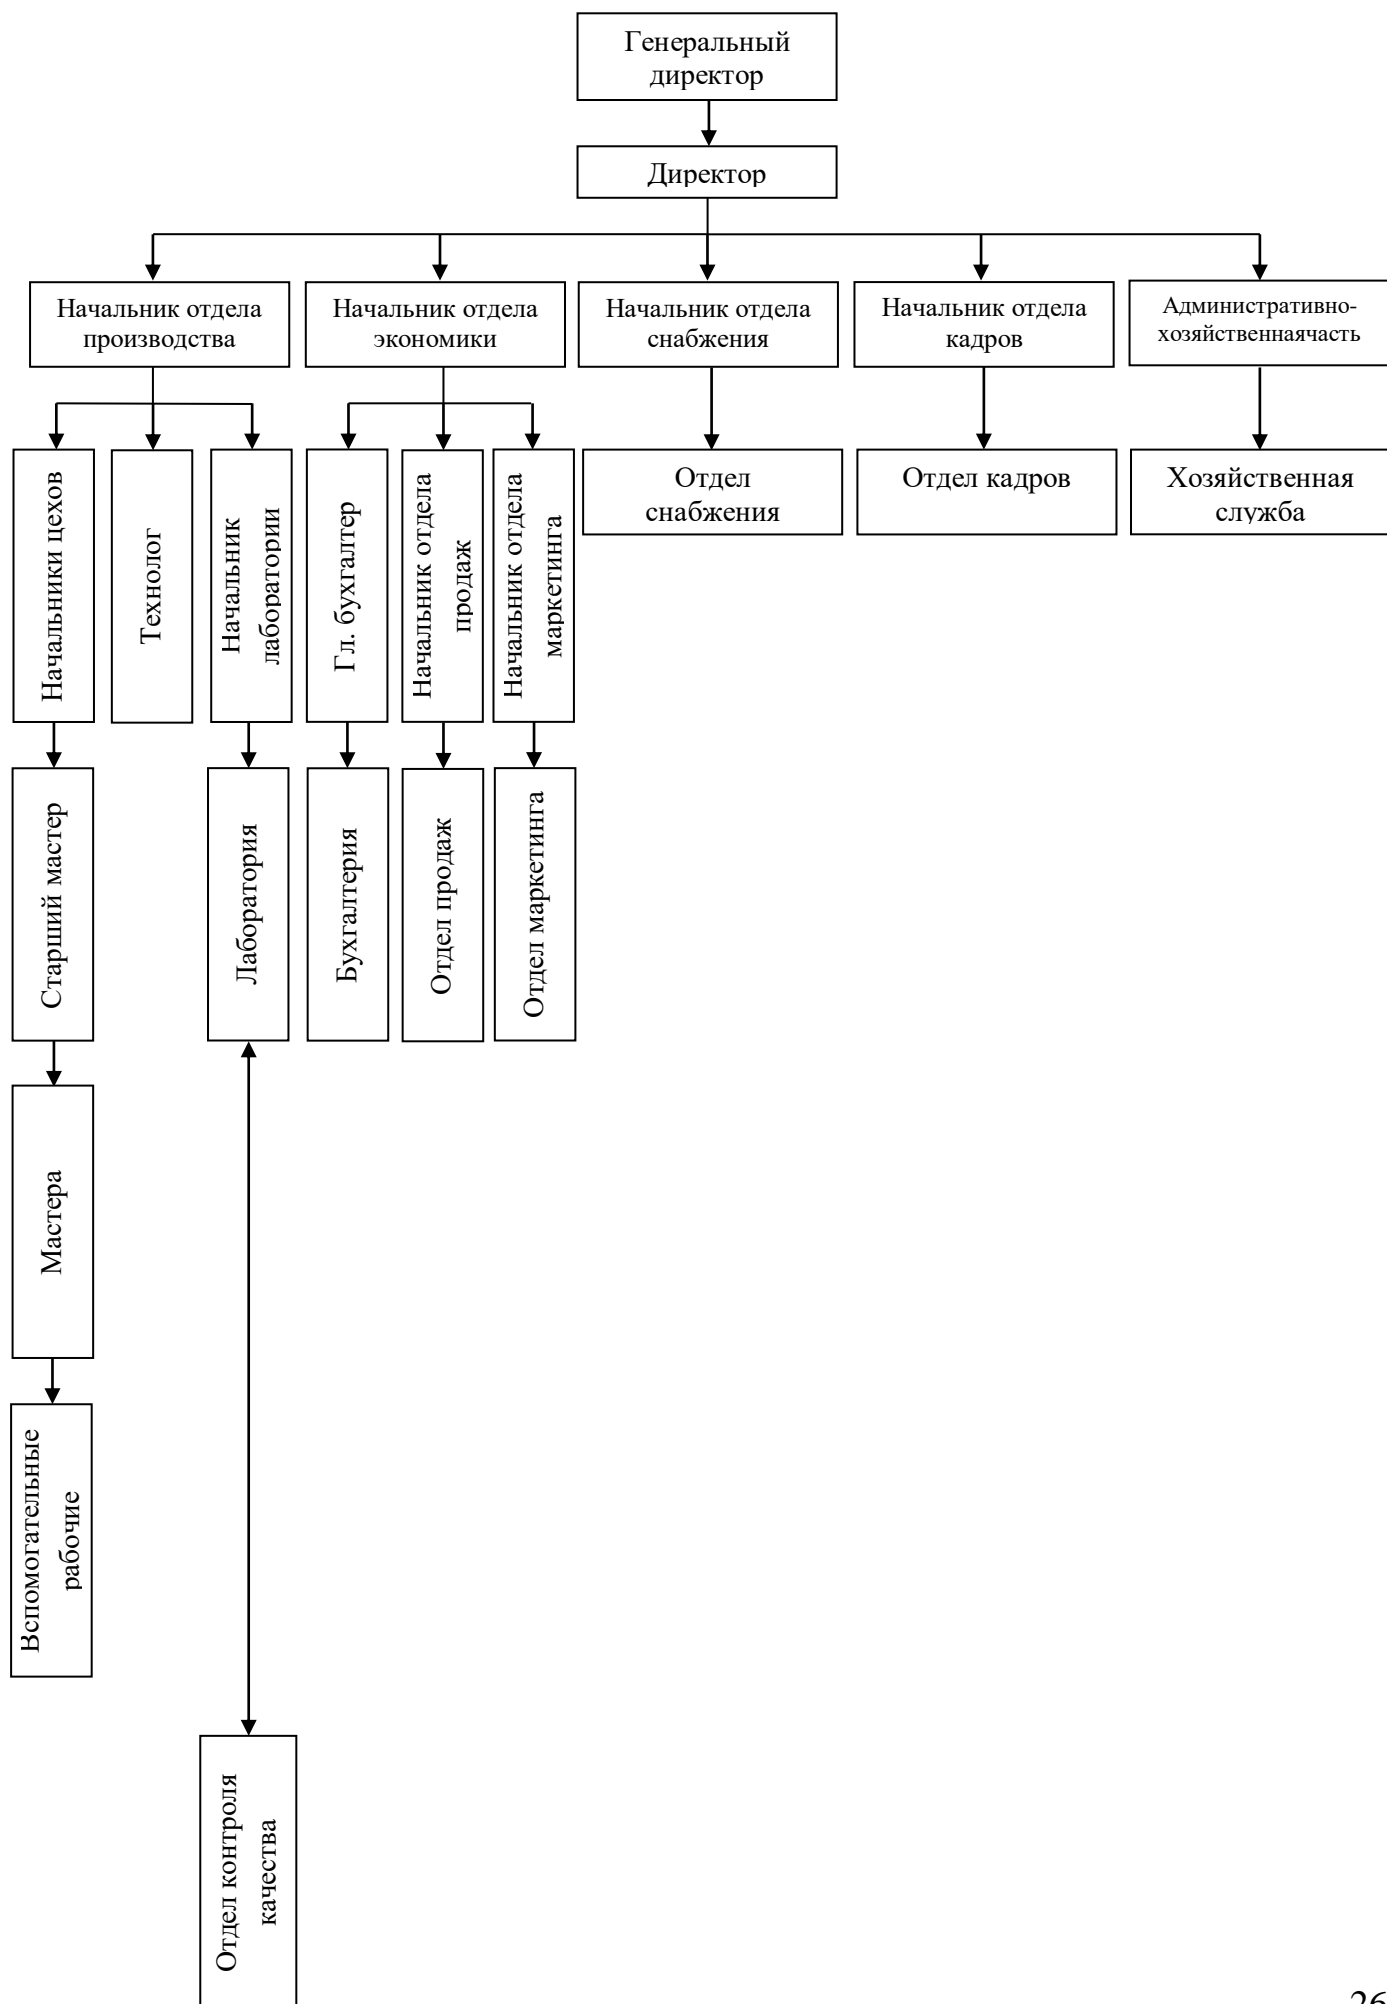 Генеральный
директор
Директор
Начальник отдела
производства
Начальник отдела
экономики
Начальник отдела
снабжения
Начальник отдела
кадров
Административно-
хозяйственнаячасть
Начальники цехов
Технолог
Начальник
лаборатории
Гл. бухгалтер
Начальник отдела
продаж
Начальник отдела
маркетинга
Отдел
снабжения
Отдел кадров
Хозяйственная
служба
Старший мастер
Лаборатория
Бухгалтерия
Отдел продаж
Отдел маркетинга
Мастера
Вспомогательные
рабочие
Отдел контроля
качества
26